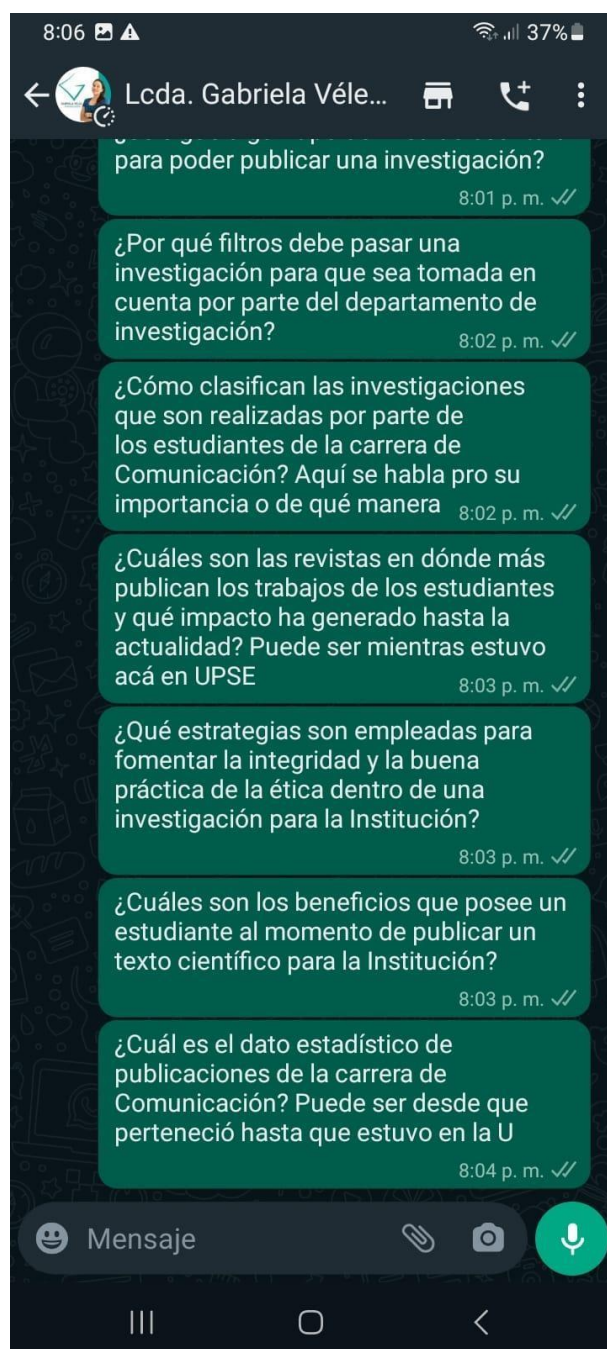 8:06
37%
Lcda. Gabriela Véle...
para poder publicar una investigación?
8:01 p. m.
¿Por qué filtros debe pasar una
investigación para que sea tomada en
cuenta por parte del departamento de
investigación?
8:02 p. m.
¿Cómo clasifican las investigaciones
que son realizadas por parte de
los estudiantes de la carrera de
Comunicación? Aquí se habla pro su
importancia o de qué manera
8:02 p. m.
¿Cuáles son las revistas en dónde más
publican los trabajos de los estudiantes
y qué impacto ha generado hasta la
actualidad? Puede ser mientras estuvo
acá en UPSE
8:03 p. m.
¿Qué estrategias son empleadas para
fomentar la integridad y la buena
práctica de la ética dentro de una
investigación para la Institución?
8:03 p. m.
¿Cuáles son los beneficios que posee un
estudiante al momento de publicar un
texto científico para la Institución?
8:03 p. m.
¿Cuál es el dato estadístico de
publicaciones de la carrera de
Comunicación? Puede ser desde que
perteneció hasta que estuvo en la U
8:04 p. m.
Mensaje